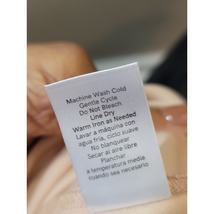 Machine Wash Cold
Gentle Cycle
Do Not Bleach
Line Dry
Warm Iron as Needed
Lavar a máquina con
agua fría, ciclo suave
No blanquear
Secar al aire libre
Planchar
a temperatura media
cuando sea necesario